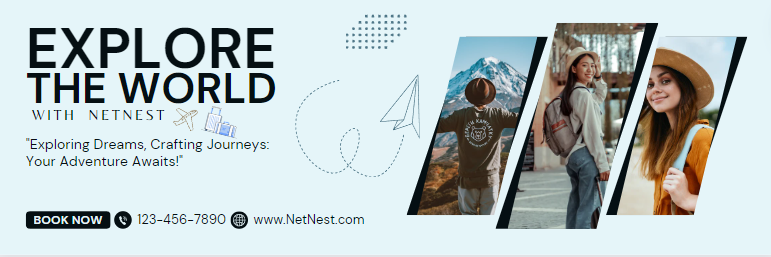 EXPLORE
THE WORLD
WITH NETNEST
"Exploring Dreams, Crafting Journeys:
Your Adventure Awaits!"
BOOK NOW 123-456-7890 www.NetNest.com